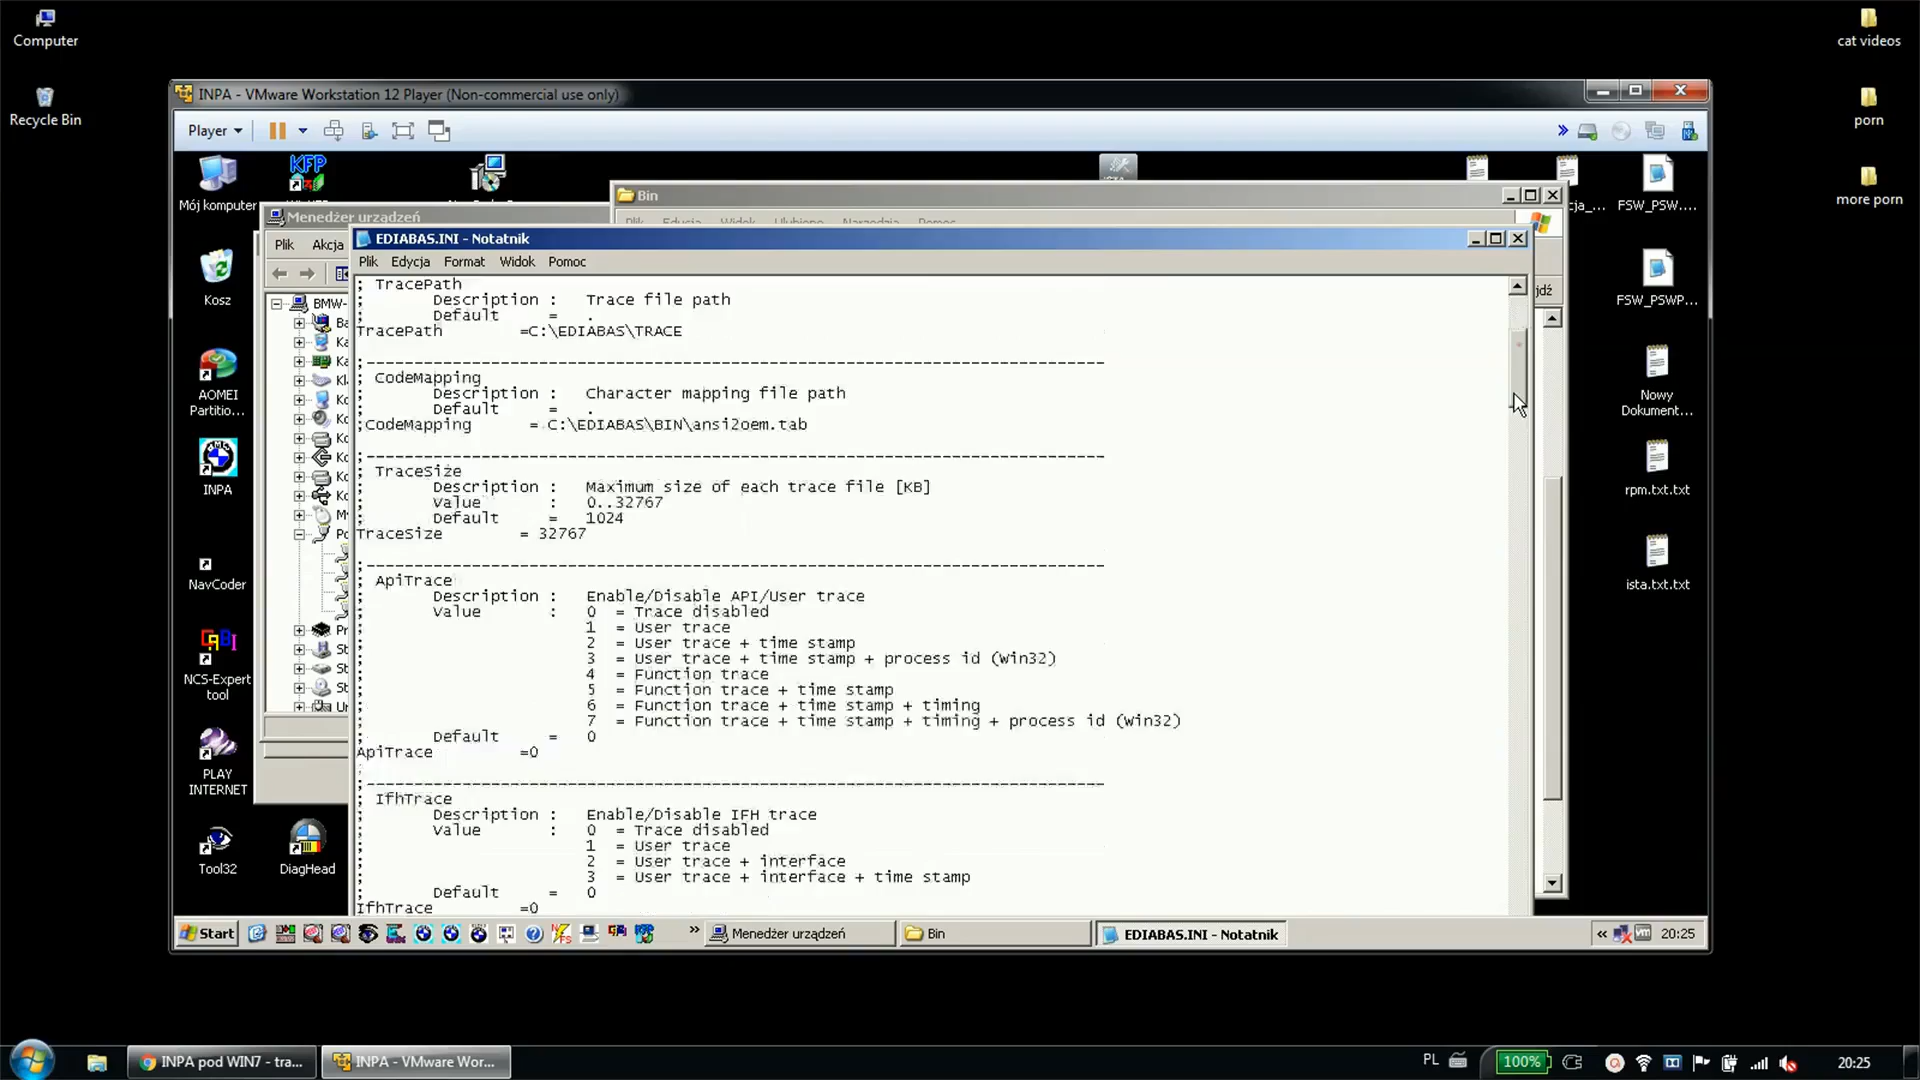 Computer
Recycle Bin
cat videos
porn
more porn
INPA - VMware Workstation 12 Player (Non-commercial use only)
Player
Mój komputer
KFP
Kosz
AOMEI
Partitio...
INPA
NavCoder
NCS-Expert
tool
PLAY
INTERNET
Tool32
DiagHead
FSW_PSW....
FSW_PSWP...
Nowy
Dokument...
rpm.txt.txt
ista.txt.txt
Bin
Plik Edycja Widok Ulubione Narzędzia Pomoc
Menedżer urządzeń
Plik Akcja
BMW-
EDIABAS.INI - Notatnik
Plik Edycja Format Widok Pomoc
; TracePath
; Description : Trace file path
; Default = .
TracePath =C:\EDIABAS\TRACE
;-----------------------------------------------------------------------------
; CodeMapping
; Description : Character mapping file path
; Default = .
;CodeMapping = C:\EDIABAS\BIN\ansi2oem.tab
;-----------------------------------------------------------------------------
; TraceSize
; Description : Maximum size of each trace file [KB]
; Value : 0..32767
; Default = 1024
TraceSize = 32767
;-----------------------------------------------------------------------------
; ApiTrace
; Description : Enable/Disable API/User trace
; Value : 0 = Trace disabled
; 1 = User trace
; 2 = User trace + time stamp
; 3 = User trace + time stamp + process id (Win32)
; 4 = Function trace
; 5 = Function trace + time stamp
; 6 = Function trace + time stamp + timing
; 7 = Function trace + time stamp + timing + process id (Win32)
; Default = 0
ApiTrace =0
;-----------------------------------------------------------------------------
; IfhTrace
; Description : Enable/Disable IFH trace
; Value : 0 = Trace disabled
; 1 = User trace
; 2 = User trace + interface
; 3 = User trace + interface + time stamp
; Default = 0
IfhTrace =0
Start
Menedżer urządzeń
Bin
EDIABAS.INI - Notatnik
20:25
INPA pod WIN7 - tra...
INPA - VMware Wor...
PL
100%
20:25